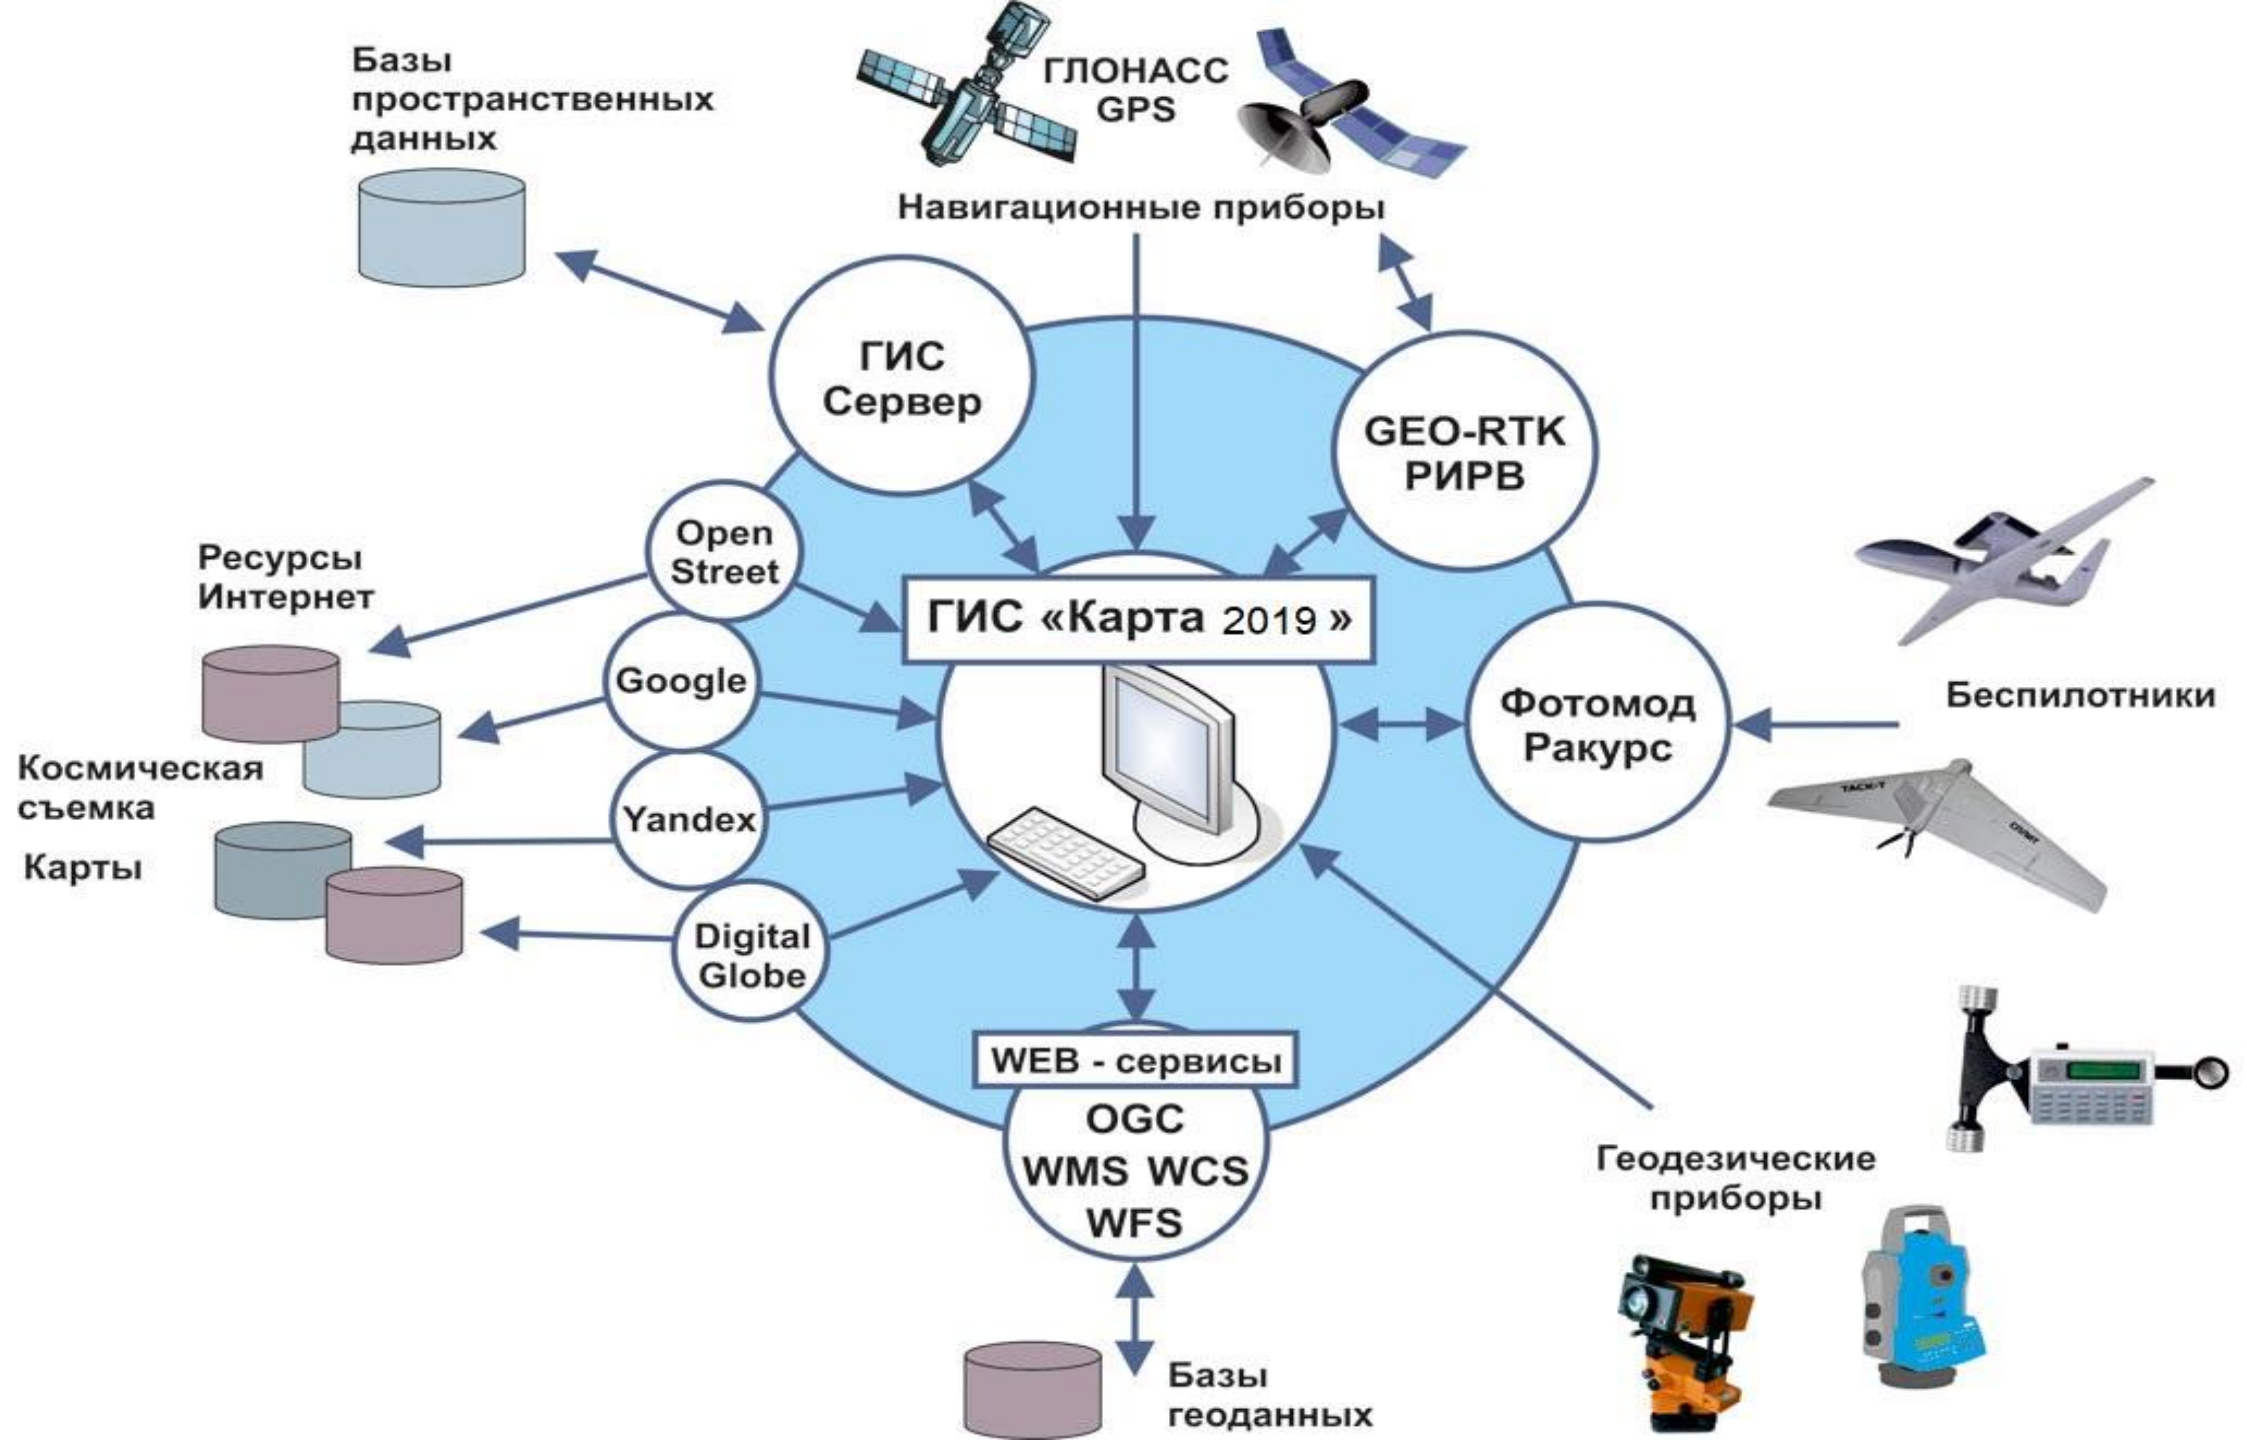 Базы
пространственных
данных
ГЛОНАСС
GPS
Навигационные приборы
ГИС
Сервер
GEO-RTK
РИРВ
Open
Street
Ресурсы
Интернет
ГИС «Карта 2019 »
Google
Фотомод
Ракурс
Беспилотники
Космическая
съемка
Yandex
ТАСК-Т
Карты
Digital
Globe
WEB - сервисы
OGC
WMS WCS
WFS
Геодезические
приборы
Базы
геоданных